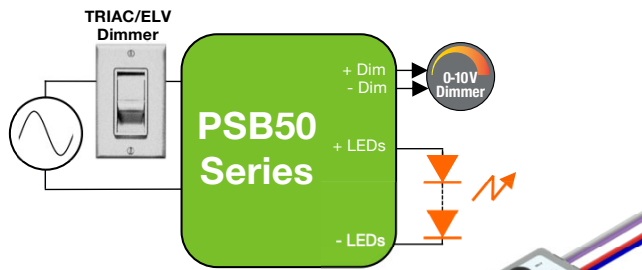 TRIAC/ELV
Dimmer
+ Dim
- Dim
0-10V
Dimmer
PSB50
Series
+ LEDs
- LEDs